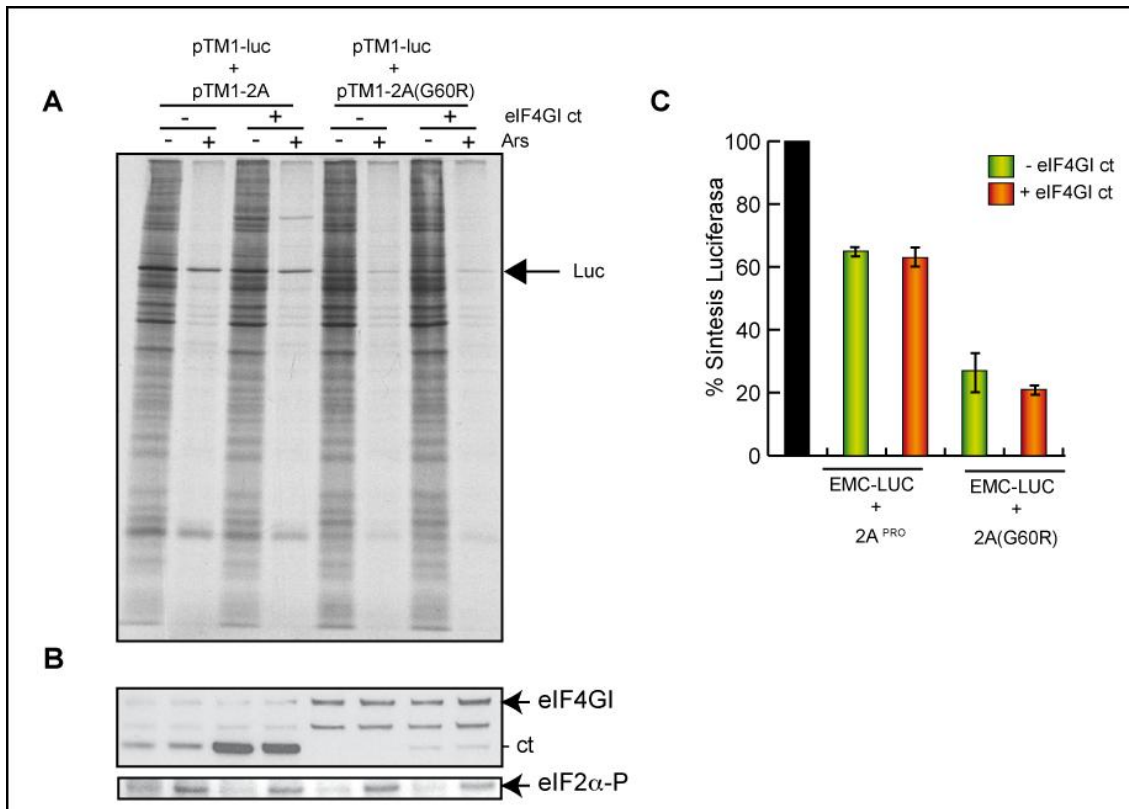 A
pTM1-luc
+
pTM1-2A
pTM1-luc
+
pTM1-2A(G60R)
- + - + eIF4GI ct
- + - + - + - + Ars
Luc
B
eIF4GI
- ct
eIF2α-P
C
% Síntesis Luciferasa
100
80
60
40
20
0
- eIF4GI ct
+ eIF4GI ct
EMC-LUC
+
2A PRO
EMC-LUC
+
2A(G60R)